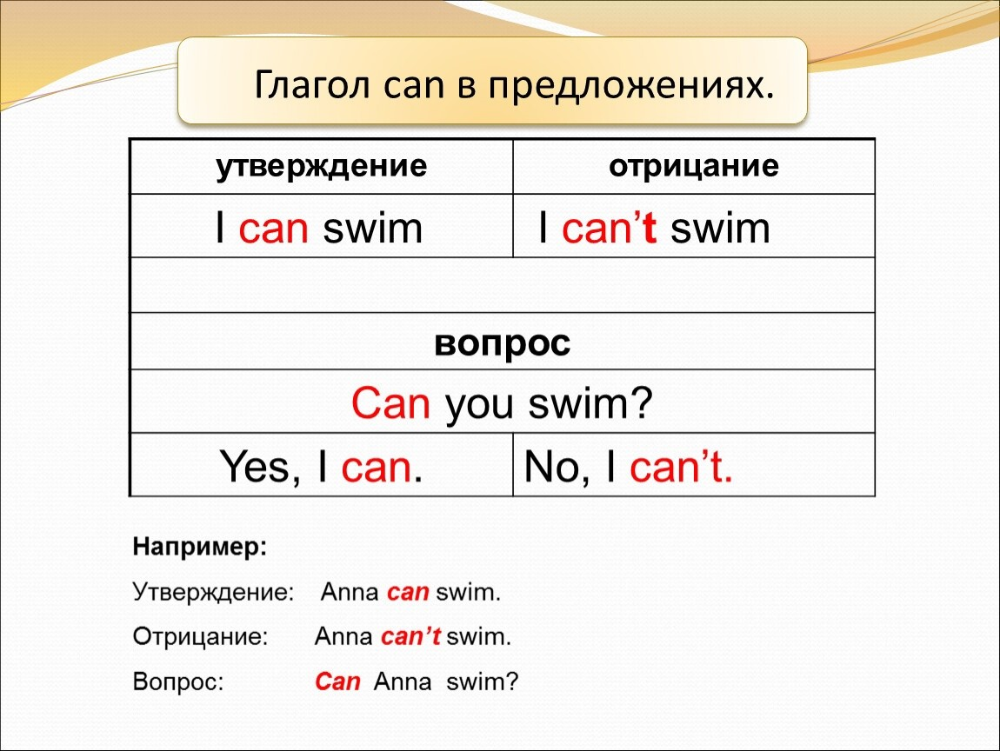 Глагол can в предложениях.
утверждение отрицание
I can swim I can’t swim
вопрос
Can you swim?
Yes, I can. No, I can’t.
Например:
Утверждение: Anna can swim.
Отрицание: Anna can’t swim.
Вопрос: Can Anna swim?